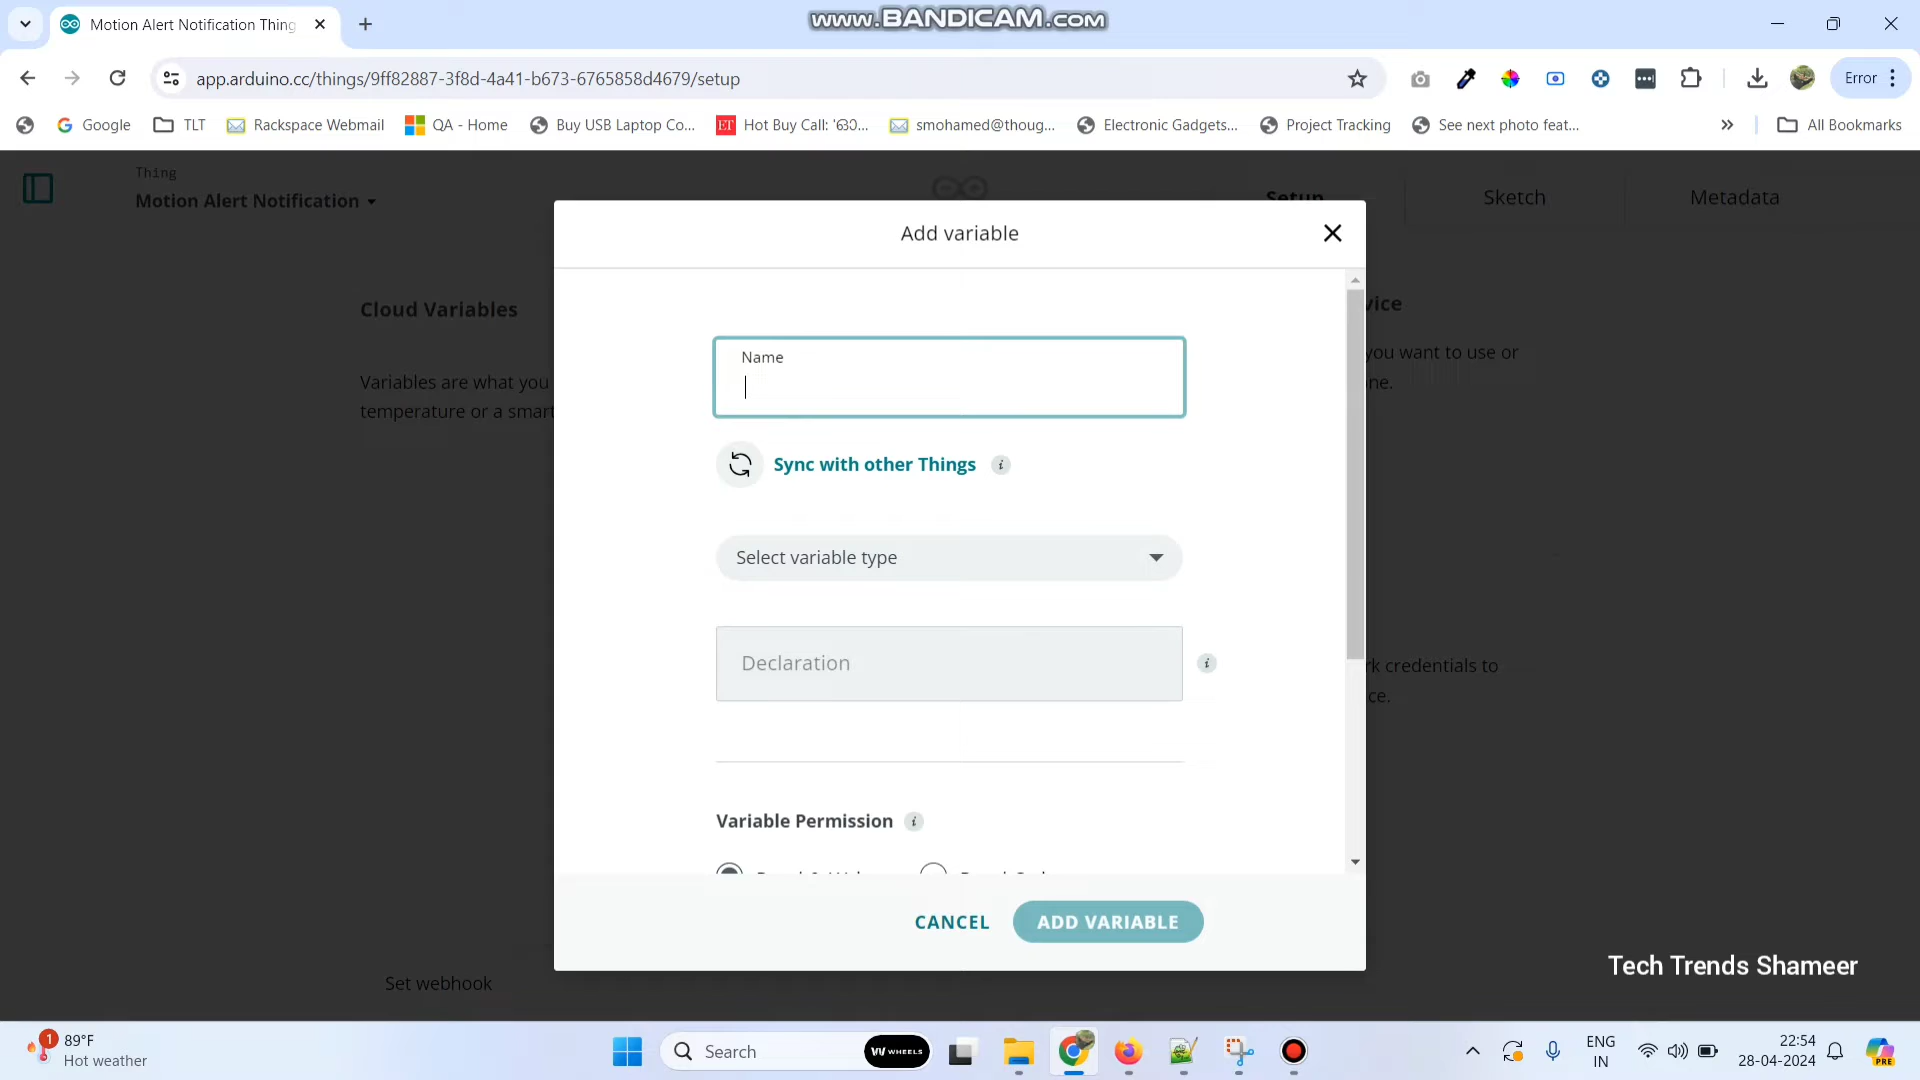 Motion Alert Notification Thing
www.BANDICAM.com
app.arduino.cc/things/9ff82887-3f8d-4a41-b673-6765858d4679/setup
Error
Google
TLT
Rackspace Webmail
QA - Home
Buy USB Laptop Co...
ET
smohamed@thoug...
Electronic Gadgets...
Project Tracking
See next photo feat...
All Bookmarks
Thing
Motion Alert Notification
Setup
Sketch
Metadata
Add variable
Cloud Variables
vice
Variables are what you
you want to use or
temperature or a smart
ne.
Name
Sync with other Things
Select variable type
Declaration
rk credentials to
ce.
Variable Permission
CANCEL
ADD VARIABLE
Set webhook
Tech Trends Shameer
1
89°F
Hot weather
Search
WHEELS
ENG
IN
22:54
28-04-2024
PRE